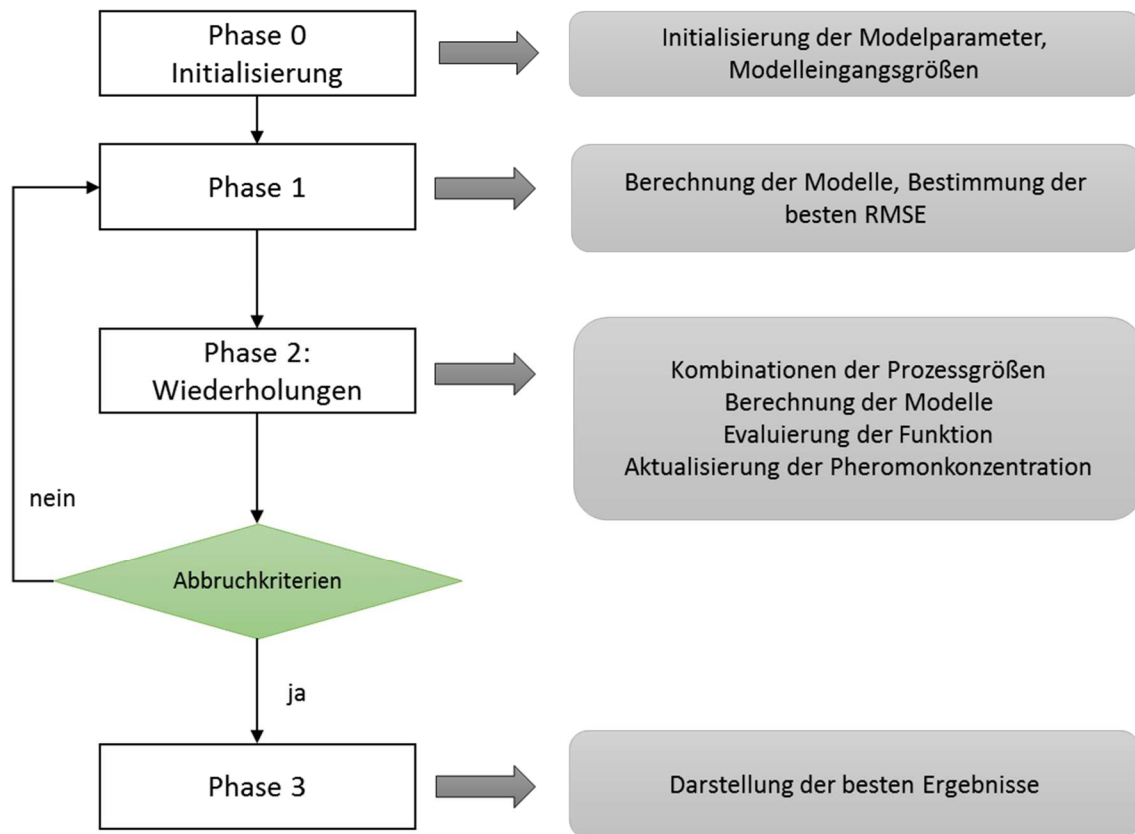 Phase 0
Initialisierung
Initialisierung der Modelparameter,
Modelleingangsgrößen
Phase 1
Berechnung der Modelle, Bestimmung der
besten RMSE
Phase 2:
Wiederholungen
Kombinationen der Prozessgrößen
Berechnung der Modelle
Evaluierung der Funktion
Aktualisierung der Pheromonkonzentration
nein
Abbruchkriterien
ja
Phase 3
Darstellung der besten Ergebnisse